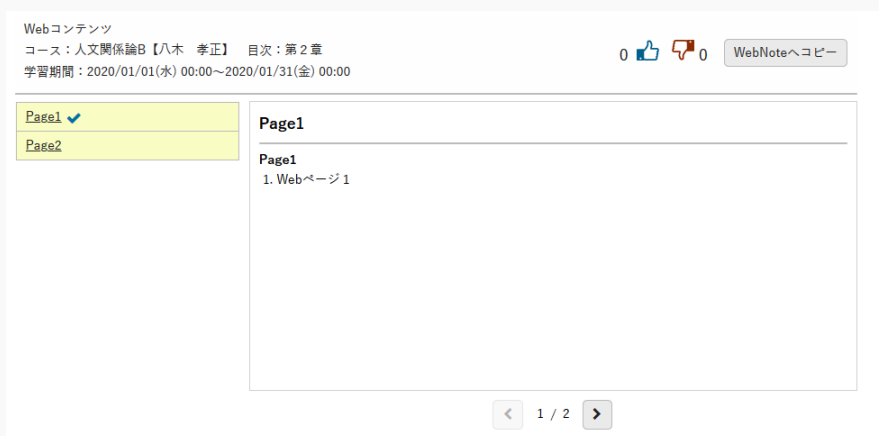 Webコンテンツ
コース：人文関係論B【八木　孝正】　目次：第２章
学習期間：2020/01/01(水) 00:00～2020/01/31(金) 00:00
0 0
WebNoteへコピー
Page1
Page2
Page1
Page1
1. Webページ１
1 / 2